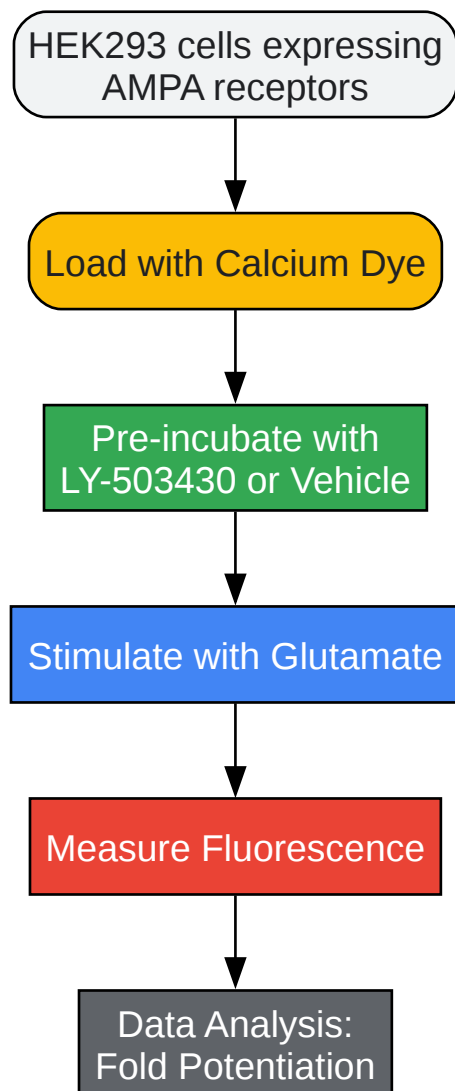 HEK293 cells expressing
AMPA receptors
Load with Calcium Dye
Pre-incubate with
LY-503430 or Vehicle
Stimulate with Glutamate
Measure Fluorescence
Data Analysis:
Fold Potentiation